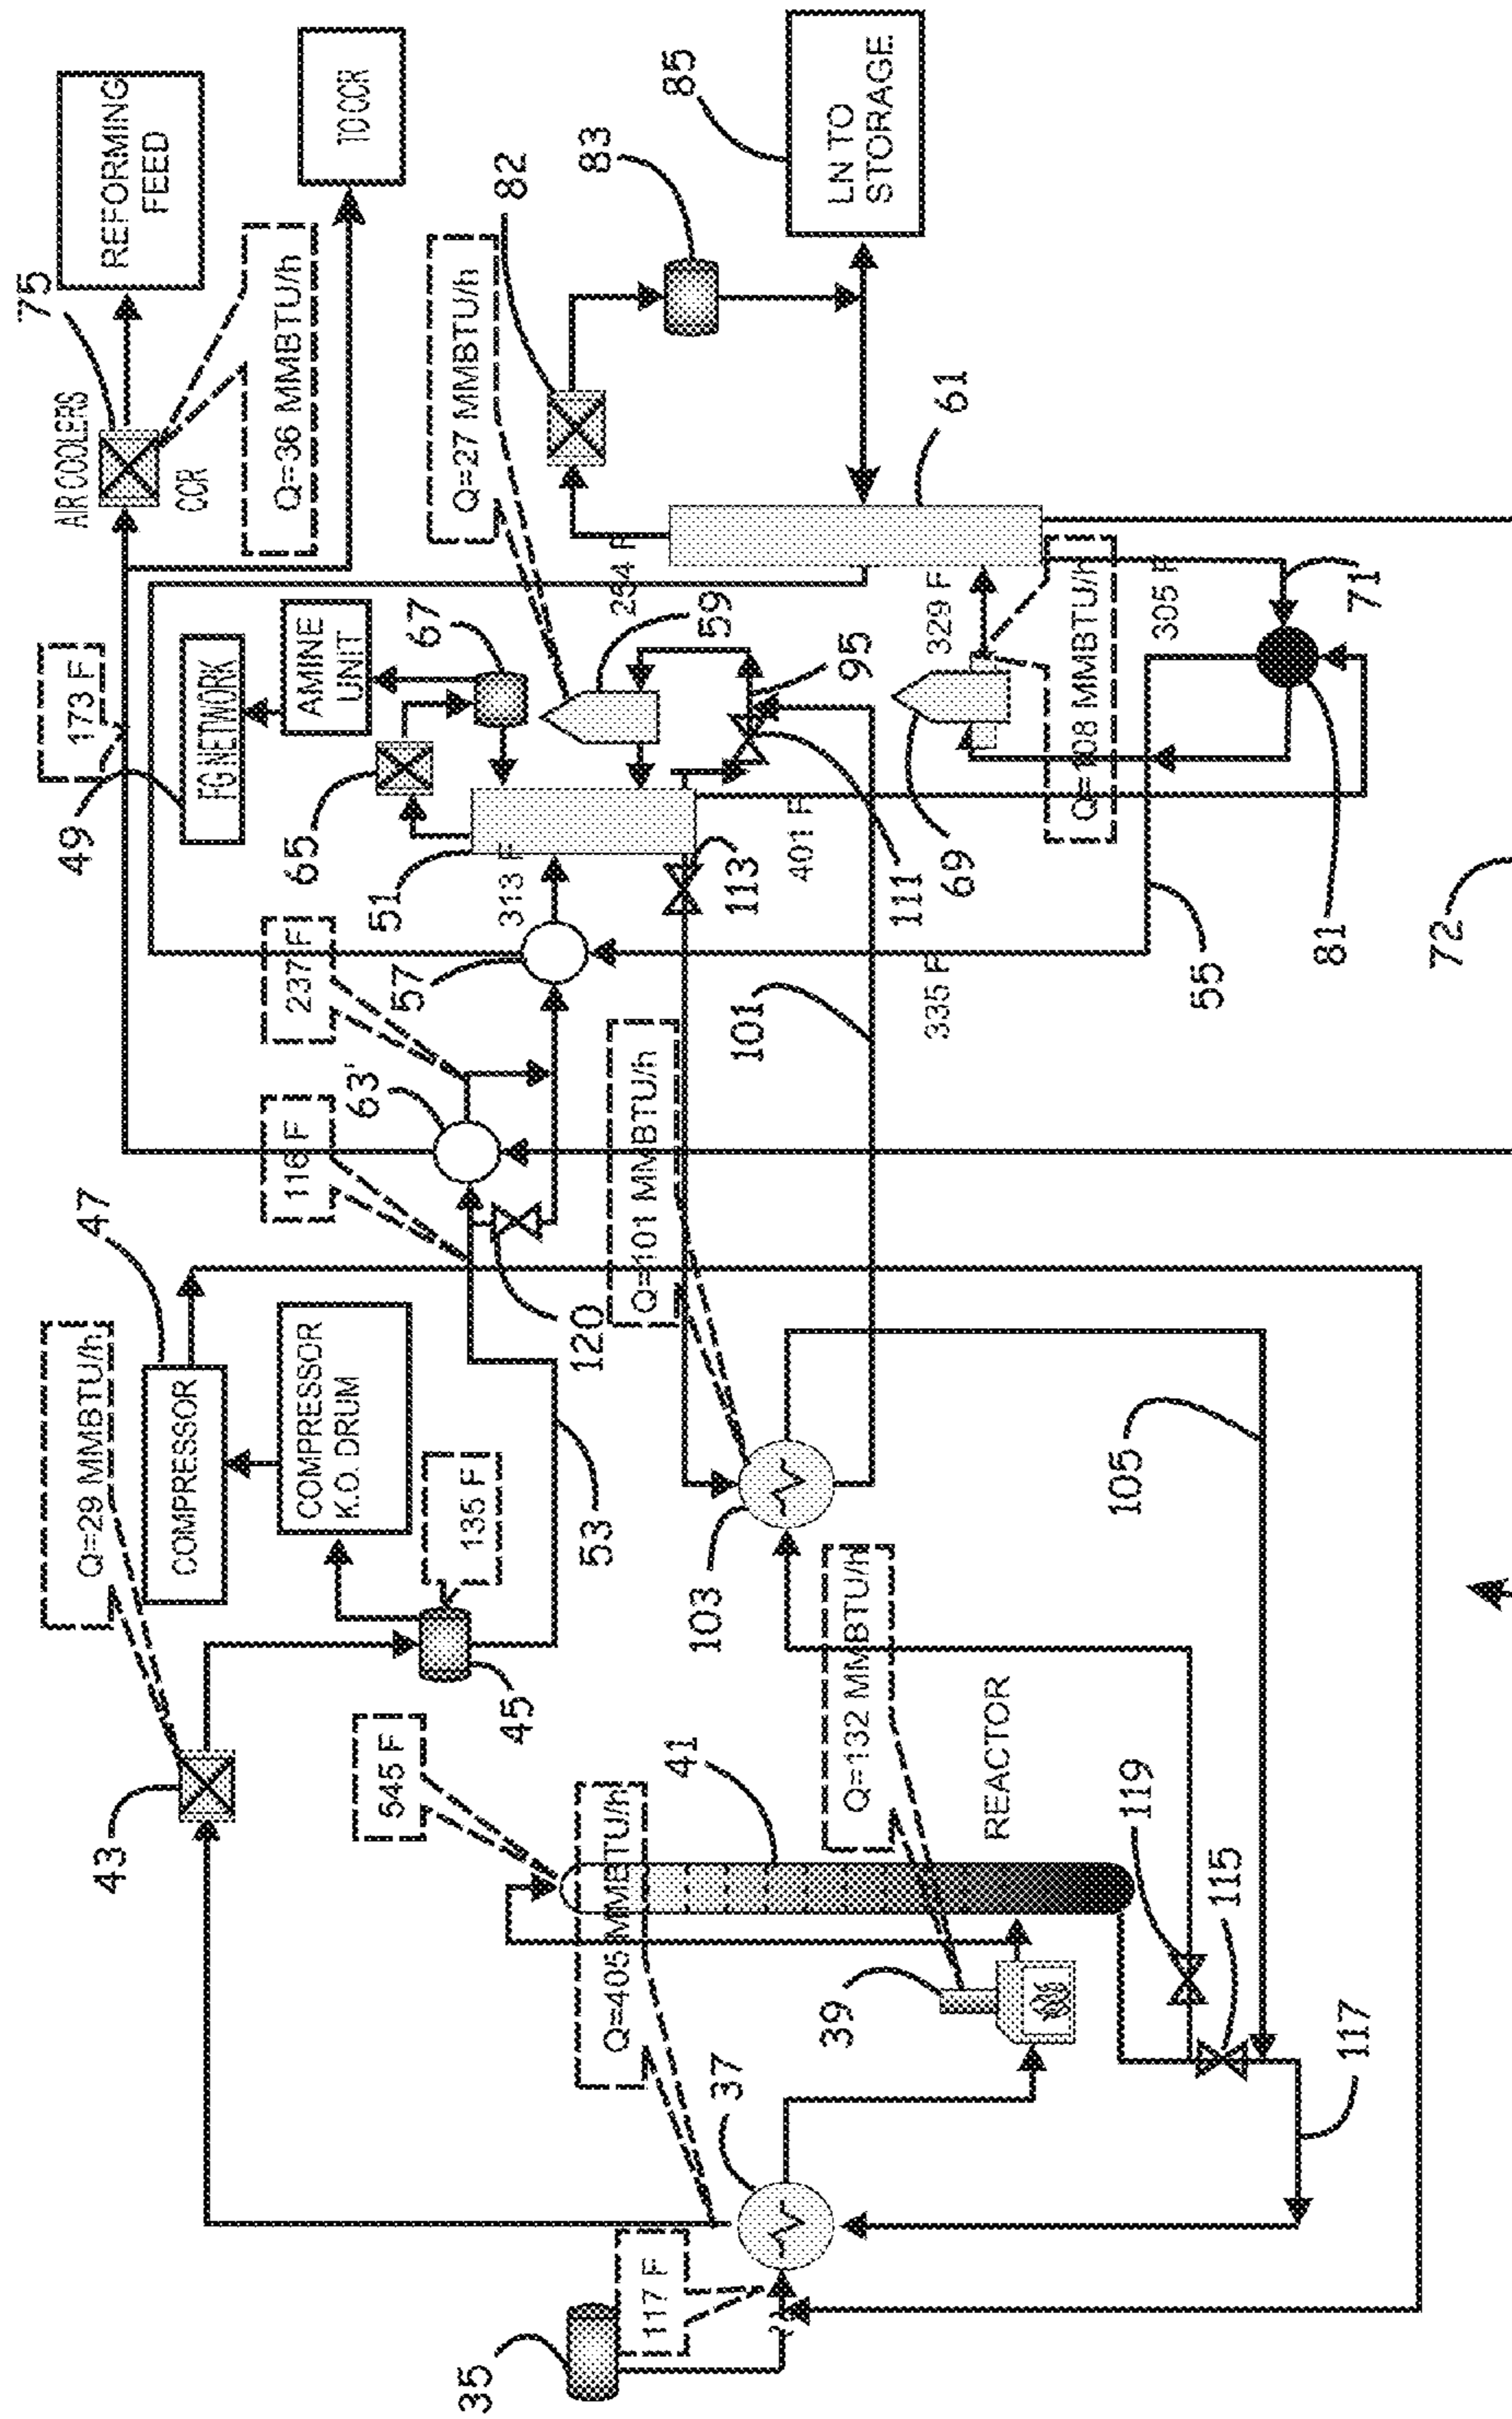 REFORMING
FEED
TO CCR
75
AIR COOLERS
CCR
Q=36 MMBTU/h
82
83
85
LN TO
STORAGE
Q=27 MMBTU/h
61
173 F
49
FG NETWORK
AMINE
UNIT
67
65
254 F
59
95
329 F
305 F
71
51
313 F
113
401 F
111
69
Q=108 MMBTU/h
81
72
237 F
57
63'
116 F
101
335 F
55
Q=101 MMBTU/h
47
120
Q=29 MMBTU/h
COMPRESSOR
COMPRESSOR
K.O. DRUM
135 F
53
103
105
43
45
545 F
41
Q=132 MMBTU/h
REACTOR
119
115
Q=405 MMBTU/h
39
37
117
35
117 F